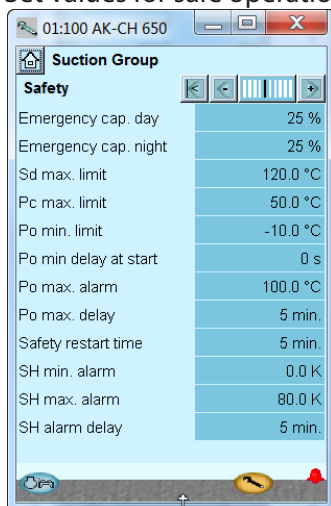 Set values for safe operatio
01:100 AK-CH 650
Suction Group
Safety
Emergency cap. day 25 %
Emergency cap. night 25 %
Sd max. limit 120.0 °C
Pc max. limit 50.0 °C
Po min. limit -10.0 °C
Po min delay at start 0 s
Po max. alarm 100.0 °C
Po max. delay 5 min.
Safety restart time 5 min.
SH min. alarm 0.0 K
SH max. alarm 80.0 K
SH alarm delay 5 min.